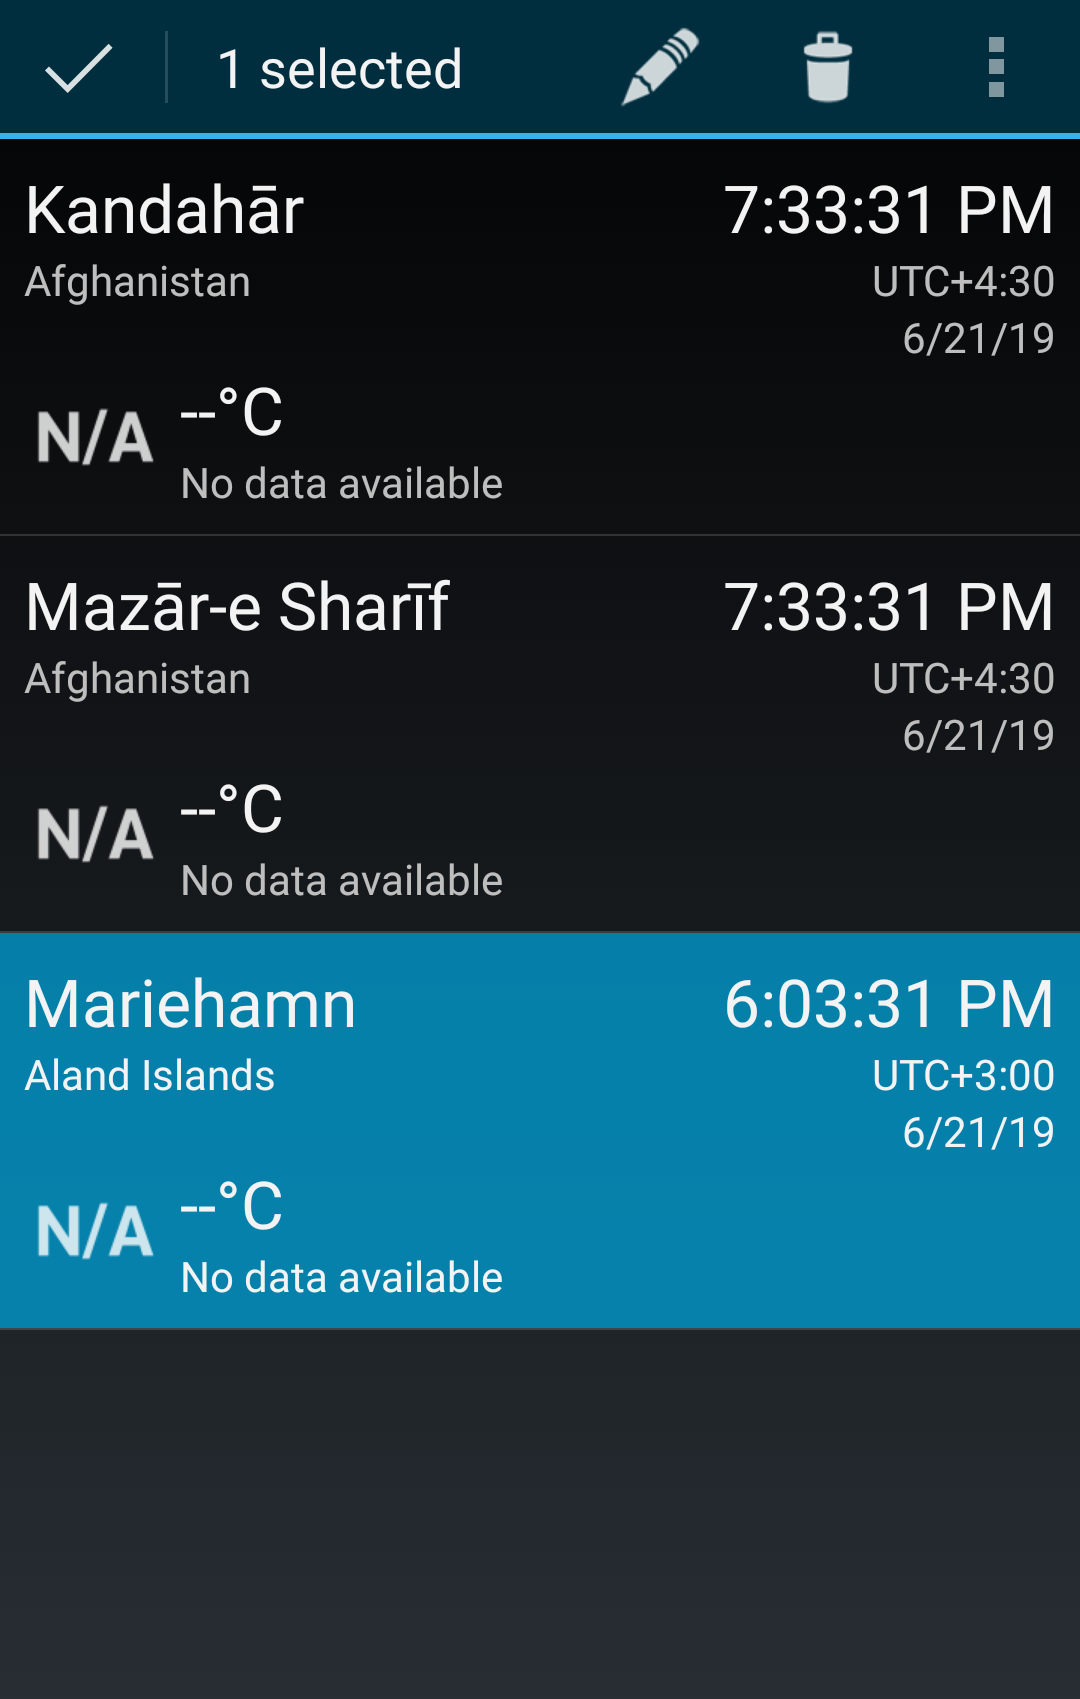 1 selected
Kandahār 7:33:31 PM
Afghanistan UTC+4:30
6/21/19
N/A --°C
No data available
Mazār-e Sharīf 7:33:31 PM
Afghanistan UTC+4:30
6/21/19
N/A --°C
No data available
Mariehamn 6:03:31 PM
Aland Islands UTC+3:00
6/21/19
N/A --°C
No data available